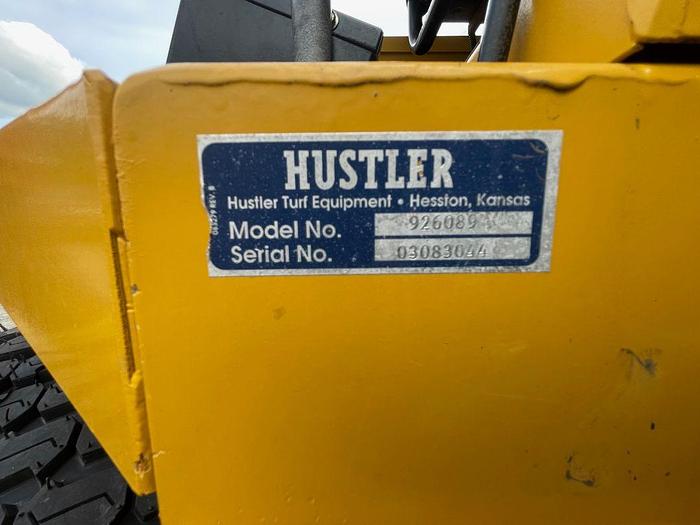 HUSTLER
Hustler Turf Equipment • Hesston, Kansas
Model No. 926089
Serial No. 03083044